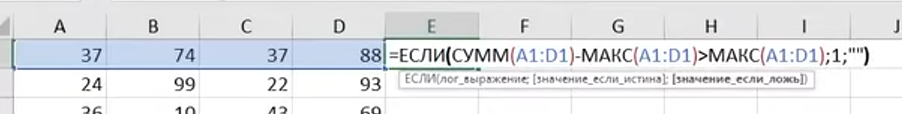 A B C D E F G H I J
37 74 37 88 =ЕСЛИ(СУММ(A1:D1)-МАКС(A1:D1)>МАКС(A1:D1);1;"")
24 99 22 93 ЕСЛИ(лог_выражение; [значение_если_истина]; [значение_если_ложь])
36 10 43 69